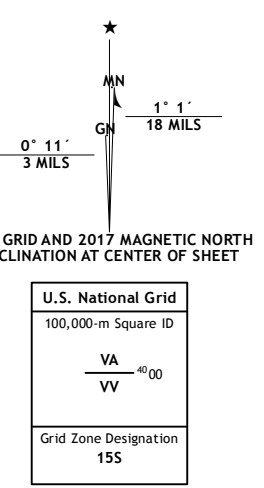 ★
MN
1° 1´
18 MILS
GN
0° 11´
3 MILS
GRID AND 2017 MAGNETIC NORTH
CLINATION AT CENTER OF SHEET
U.S. National Grid
100,000-m Square ID
VA
4000
VV
Grid Zone Designation
15S